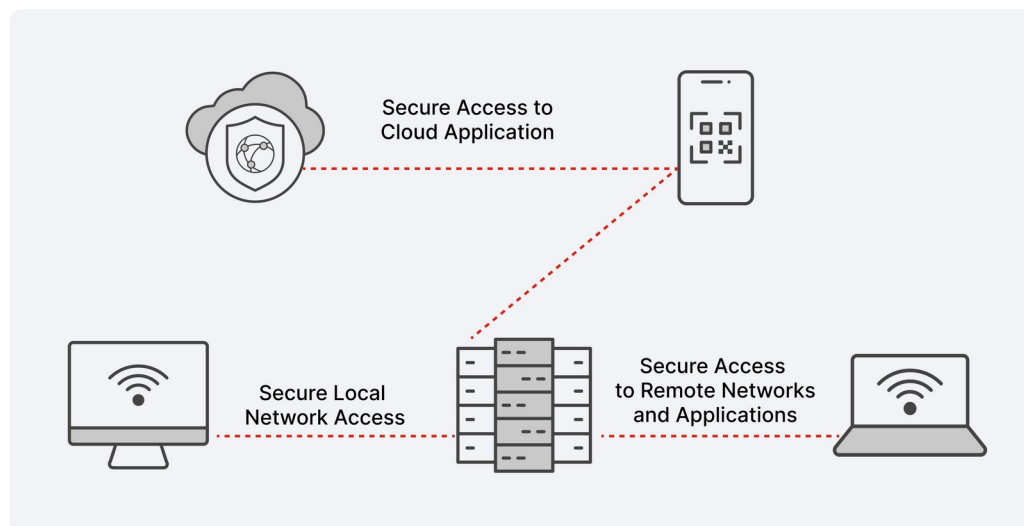 Secure Access to
Cloud Application
Secure Local
Network Access
Secure Access
to Remote Networks
and Applications